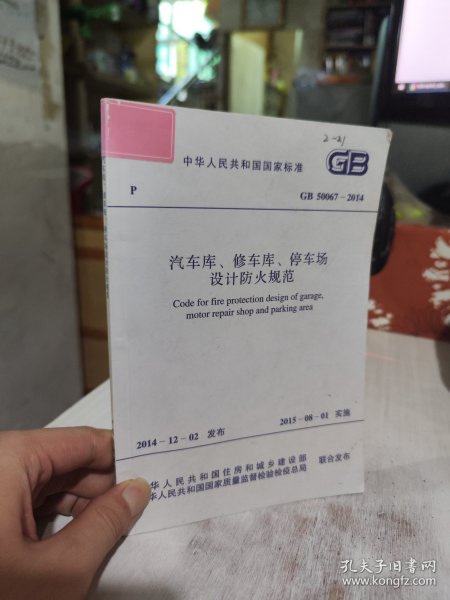 2-21
中华人民共和国国家标准
GB
P
GB 50067-2014
汽车库、修车库、停车场
设计防火规范
Code for fire protection design of garage,
motor repair shop and parking area
2014-12-02 发布
2015-08-01 实施
华人民共和国住房和城乡建设部
华人民共和国国家质量监督检验检疫总局
联合发布
孔夫子旧书网
www.kongfz.com